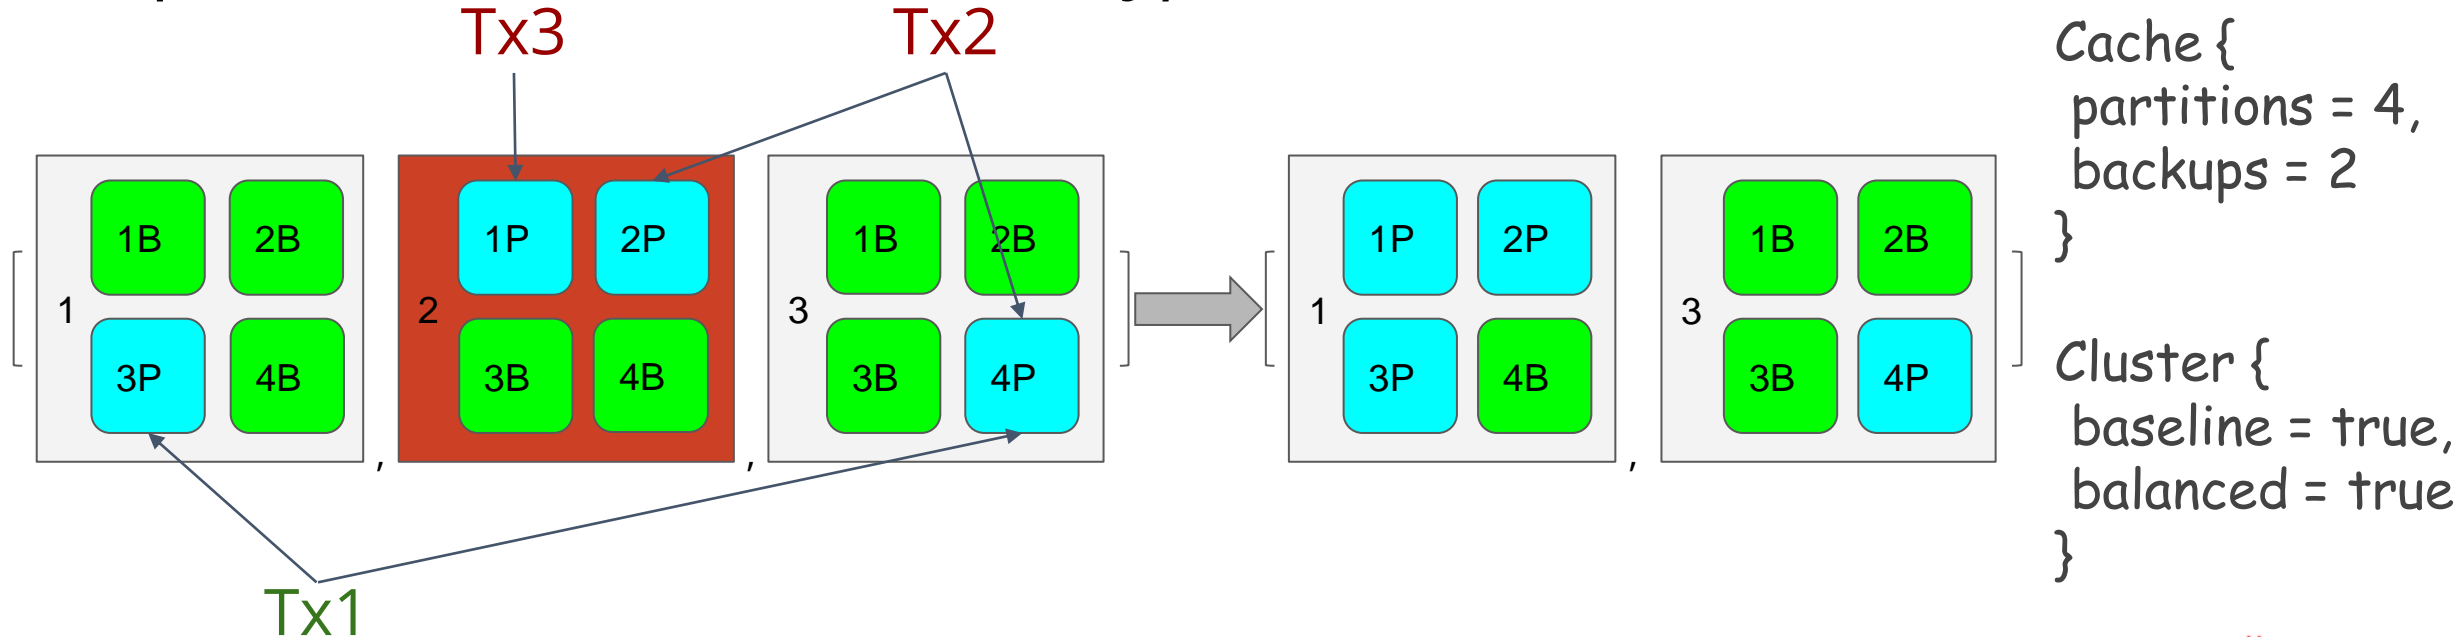 Tx3
Tx2
1B 2B
1
3P 4B
,
1P 2P
2
3B 4B
,
1B 2B
3
3B 4P
1P 2P
1
3P 4B
,
1B 2B
3
3B 4P
Tx1
Cache {
partitions = 4,
backups = 2
}
Cluster {
baseline = true,
balanced = true
}